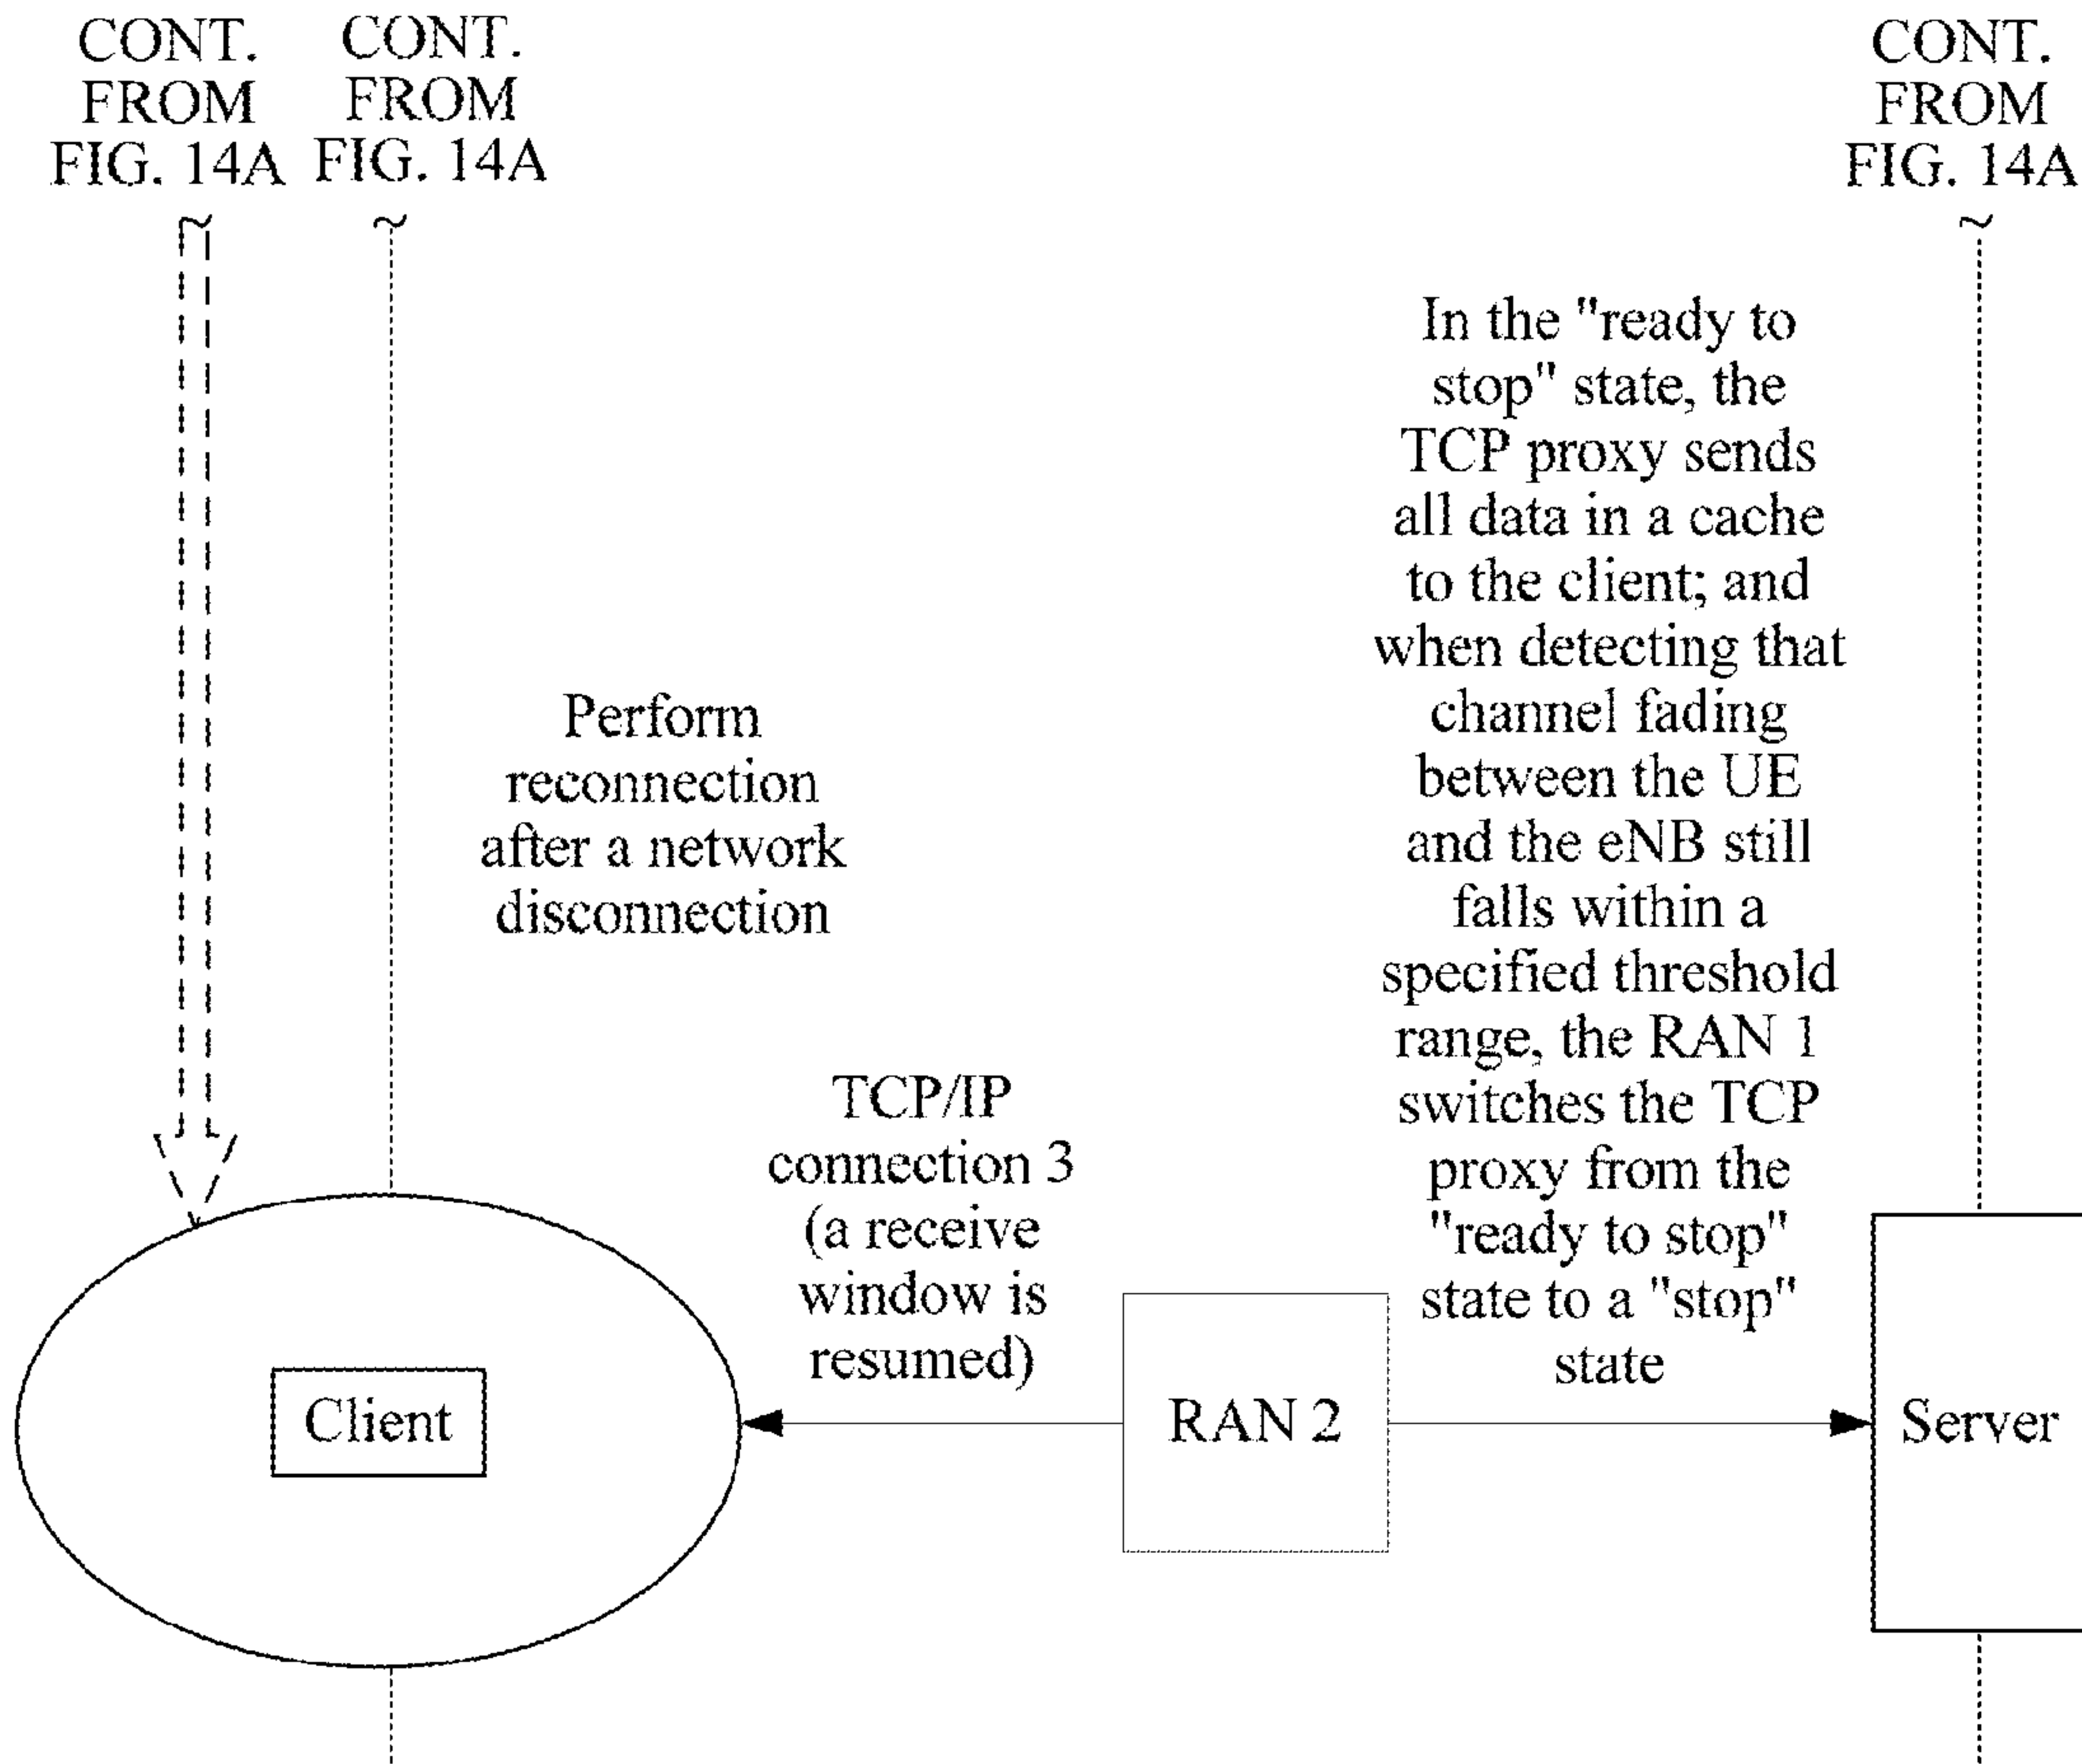 CONT.
FROM
FIG. 14A
CONT.
FROM
FIG. 14A
CONT.
FROM
FIG. 14A
In the "ready to
stop" state, the
TCP proxy sends
all data in a cache
to the client; and
when detecting that
channel fading
between the UE
and the eNB still
falls within a
specified threshold
range, the RAN 1
switches the TCP
proxy from the
"ready to stop"
state to a "stop"
state
Perform
reconnection
after a network
disconnection
TCP/IP
connection 3
(a receive
window is
resumed)
Client
RAN 2
Server